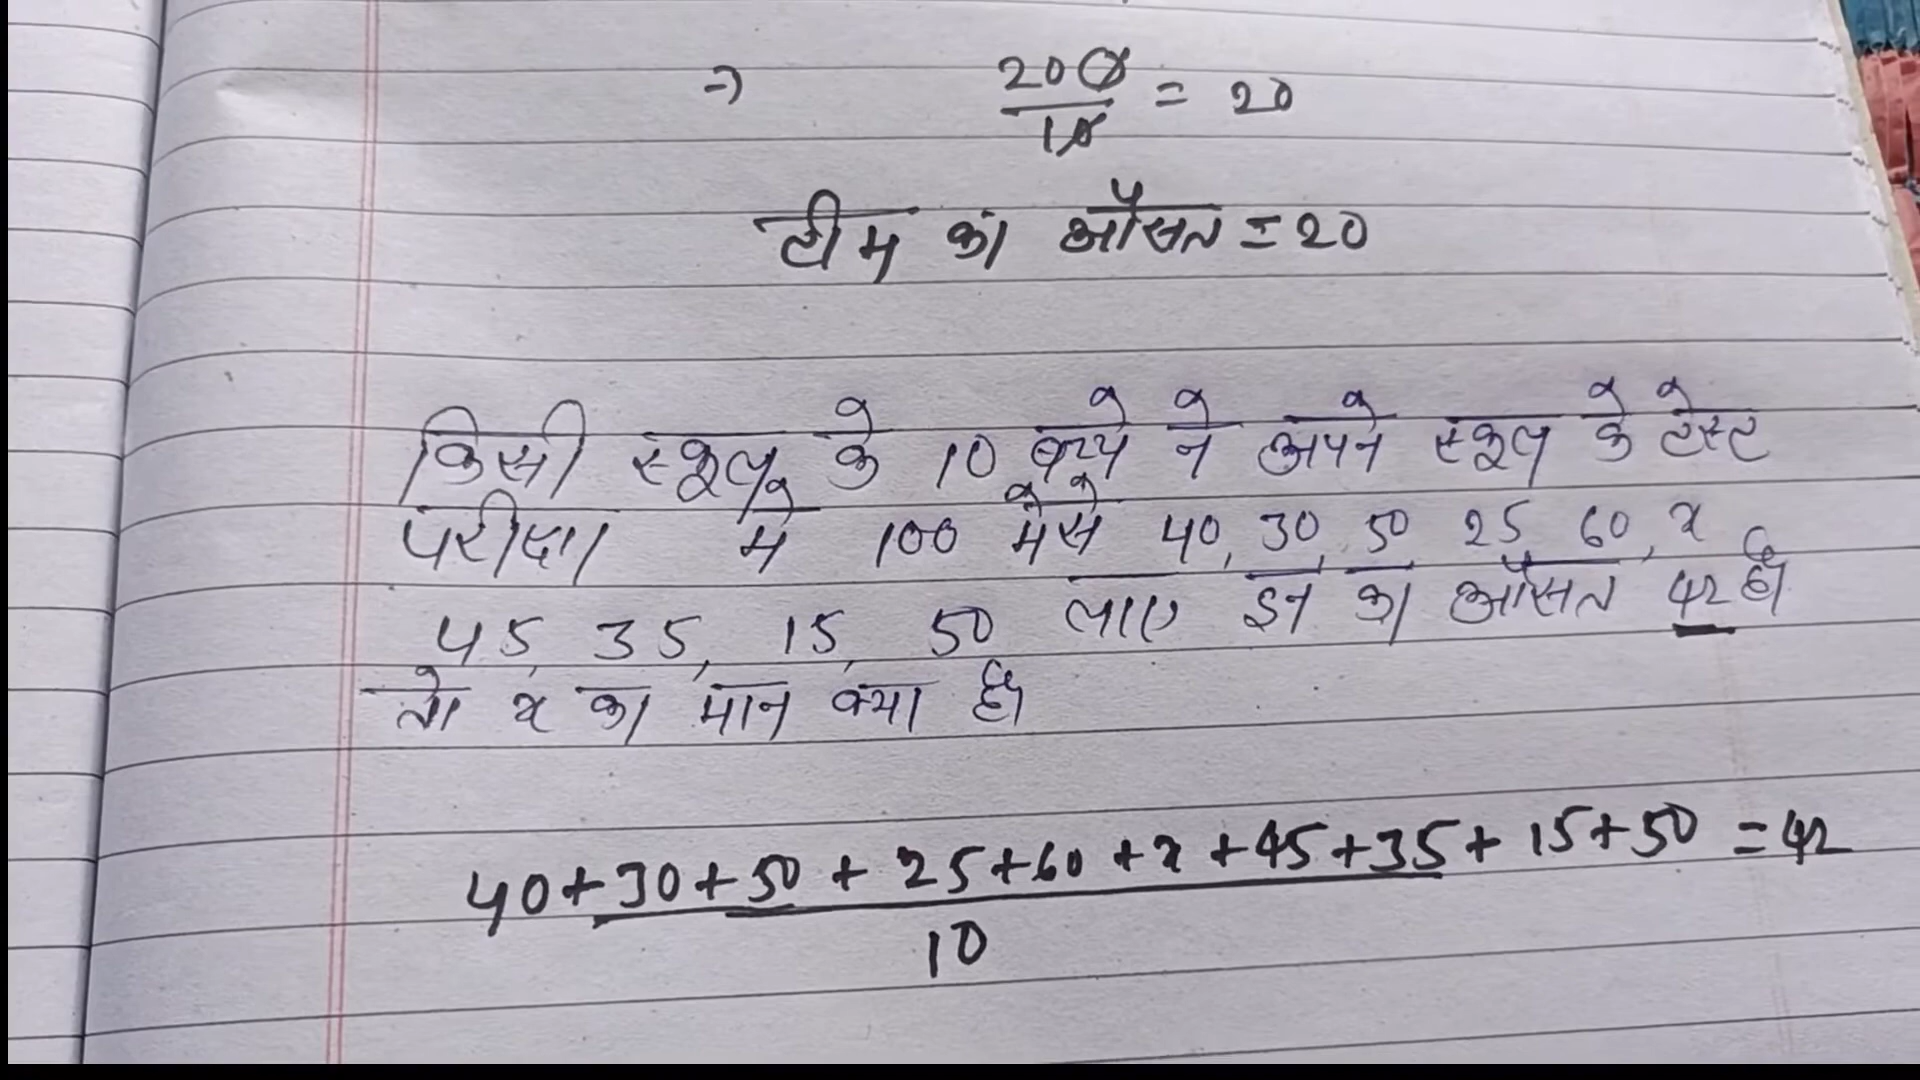 → 200/10 = 20
टीम का औसत = 20
किसी स्कूल के 10 बच्चे ने अपने स्कूल के टेस्ट
परीक्षा में 100 मेसे 40, 30, 50 25 60, x
45, 35, 15, 50 लाए इन का औसत 42 है।
तो x का मान क्या है।
40+30+50+25+60+x+45+35+15+50 = 42
10